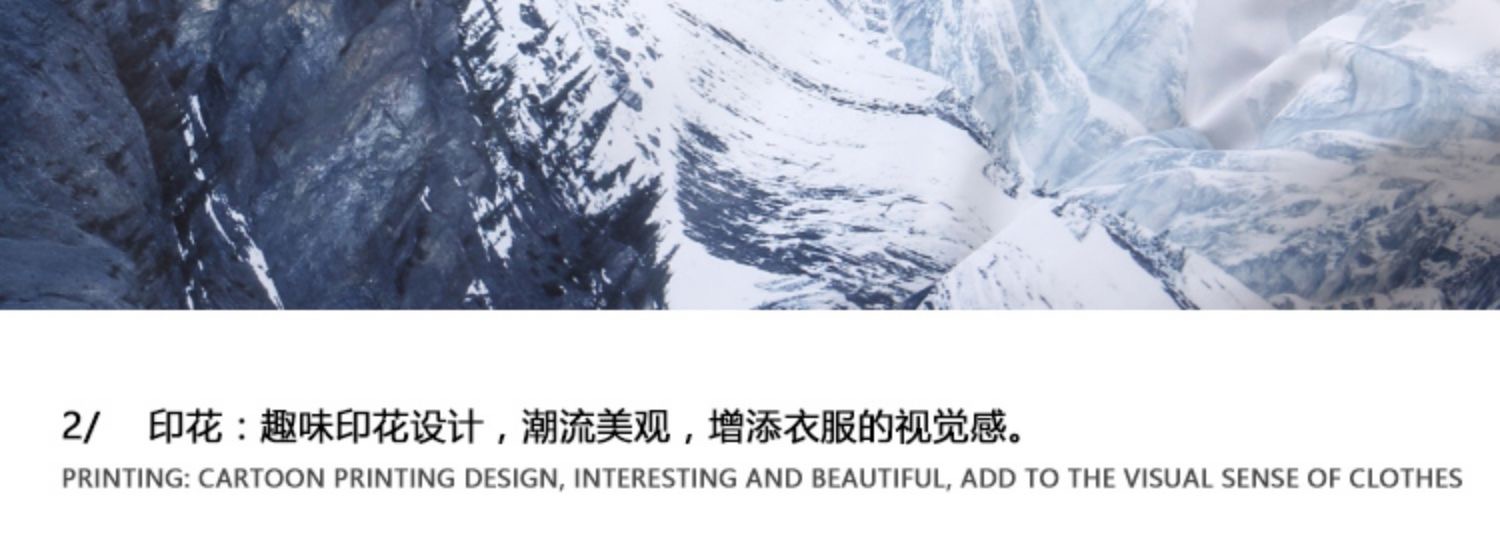 2/ 印花：趣味印花设计，潮流美观，增添衣服的视觉感。
PRINTING: CARTOON PRINTING DESIGN, INTERESTING AND BEAUTIFUL, ADD TO THE VISUAL SENSE OF CLOTHES